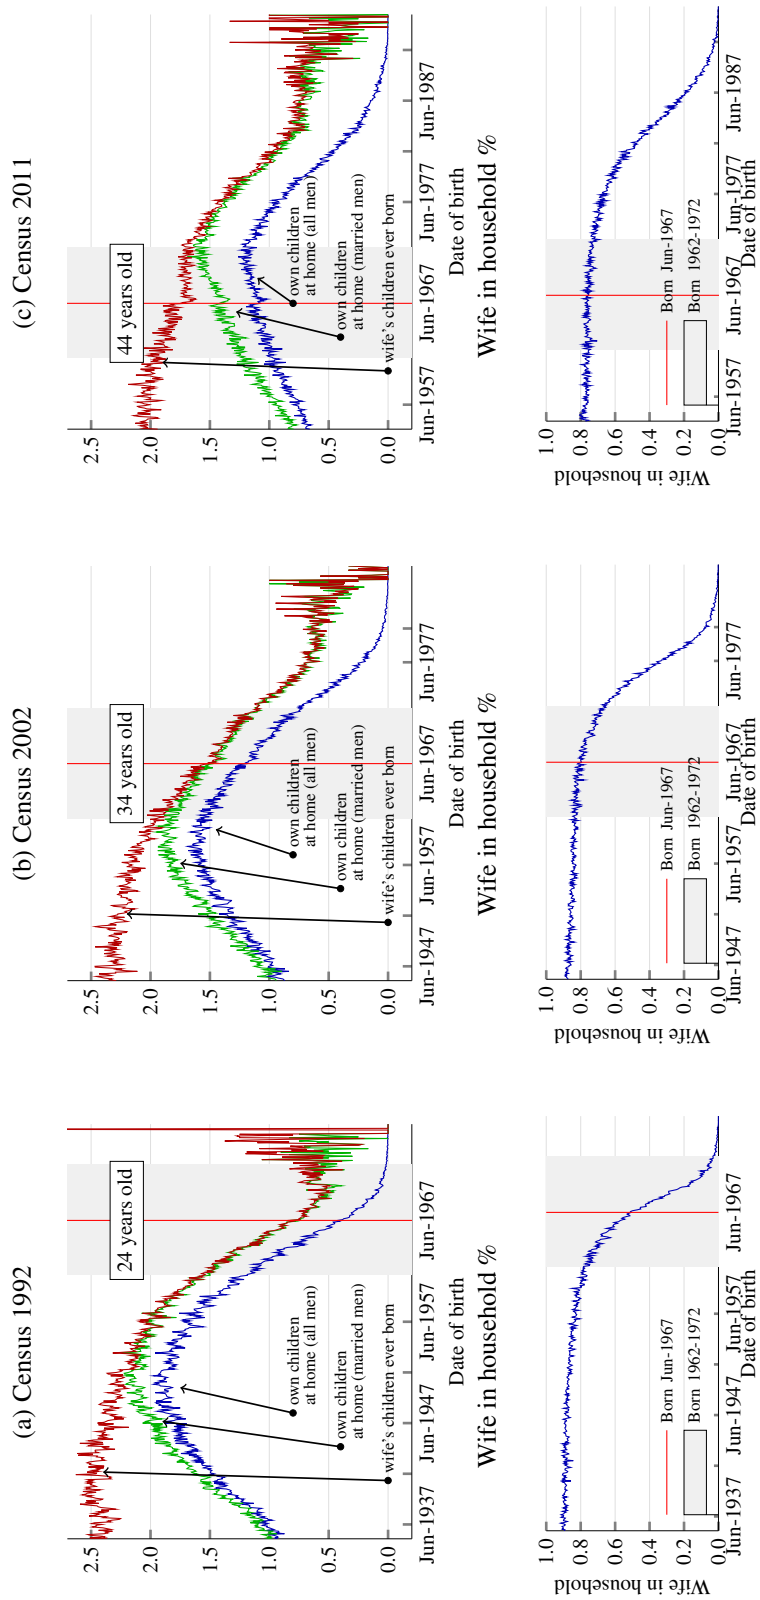 (a) Census 1992
2.5
2.0
1.5
1.0
0.5
0.0
24 years old
own children
at home (all men)
own children
at home (married men)
wife's children ever born
Jun-1937
Jun-1947
Jun-1957
Jun-1967
Date of birth
Wife in household %
1.0
0.8
0.6
0.4
0.2
0.0
Wife in household
Born Jun-1967
Born 1962-1972
Jun-1937
Jun-1947
Jun-1957
Jun-1967
Date of birth
(b) Census 2002
2.5
2.0
1.5
1.0
0.5
0.0
34 years old
own children
at home (all men)
own children
at home (married men)
wife's children ever born
Jun-1947
Jun-1957
Jun-1967
Jun-1977
Date of birth
Wife in household %
1.0
0.8
0.6
0.4
0.2
0.0
Wife in household
Born Jun-1967
Born 1962-1972
Jun-1947
Jun-1957
Jun-1967
Jun-1977
Date of birth
(c) Census 2011
2.5
2.0
1.5
1.0
0.5
0.0
44 years old
own children
at home (all men)
own children
at home (married men)
wife's children ever born
Jun-1957
Jun-1967
Jun-1977
Jun-1987
Date of birth
Wife in household %
1.0
0.8
0.6
0.4
0.2
0.0
Wife in household
Born Jun-1967
Born 1962-1972
Jun-1957
Jun-1967
Jun-1977
Jun-1987
Date of birth